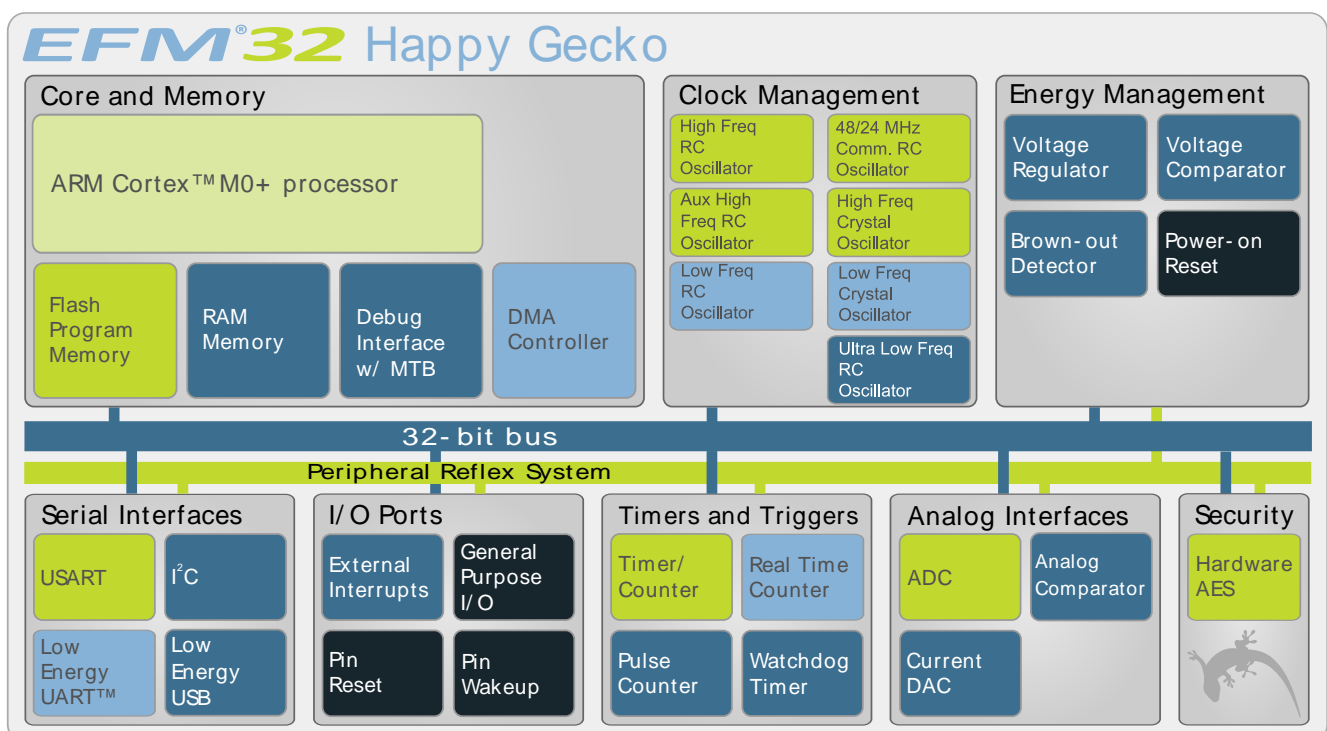 EFM®32 Happy Gecko
Core and Memory
ARM Cortex™ M0+ processor
Flash
Program
Memory
RAM
Memory
Debug
Interface
w/ MTB
DMA
Controller
Clock Management
High Freq
RC
Oscillator
48/24 MHz
Comm. RC
Oscillator
Aux High
Freq RC
Oscillator
High Freq
Crystal
Oscillator
Low Freq
RC
Oscillator
Low Freq
Crystal
Oscillator
Ultra Low Freq
RC
Oscillator
Energy Management
Voltage
Regulator
Voltage
Comparator
Brown-out
Detector
Power-on
Reset
32-bit bus
Peripheral Reflex System
Serial Interfaces
USART
I²C
Low
Energy
UART™
Low
Energy
USB
I/O Ports
External
Interrupts
General
Purpose
I/O
Pin
Reset
Pin
Wakeup
Timers and Triggers
Timer/
Counter
Real Time
Counter
Pulse
Counter
Watchdog
Timer
Analog Interfaces
ADC
Analog
Comparator
Current
DAC
Security
Hardware
AES